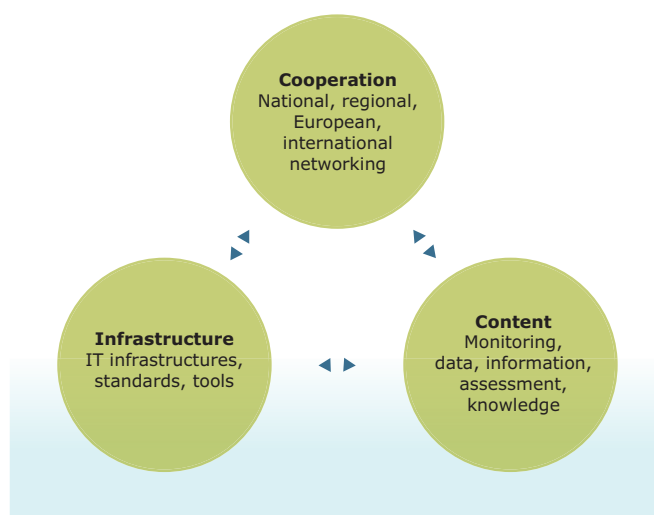 Cooperation
National, regional,
European,
international
networking
Infrastructure
IT infrastructures,
standards, tools
Content
Monitoring,
data, information,
assessment,
knowledge